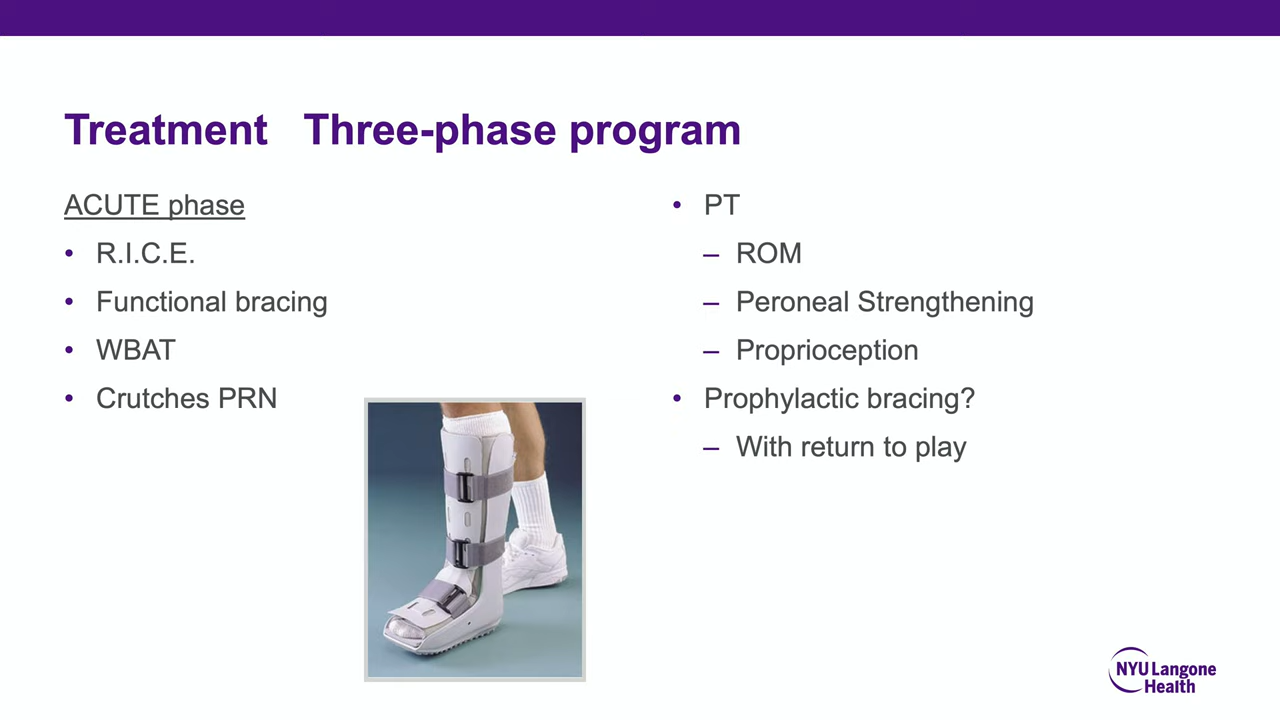 Treatment Three-phase program
ACUTE phase
• R.I.C.E.
• Functional bracing
• WBAT
• Crutches PRN
• PT
– ROM
– Peroneal Strengthening
– Proprioception
• Prophylactic bracing?
– With return to play
NYU Langone
Health